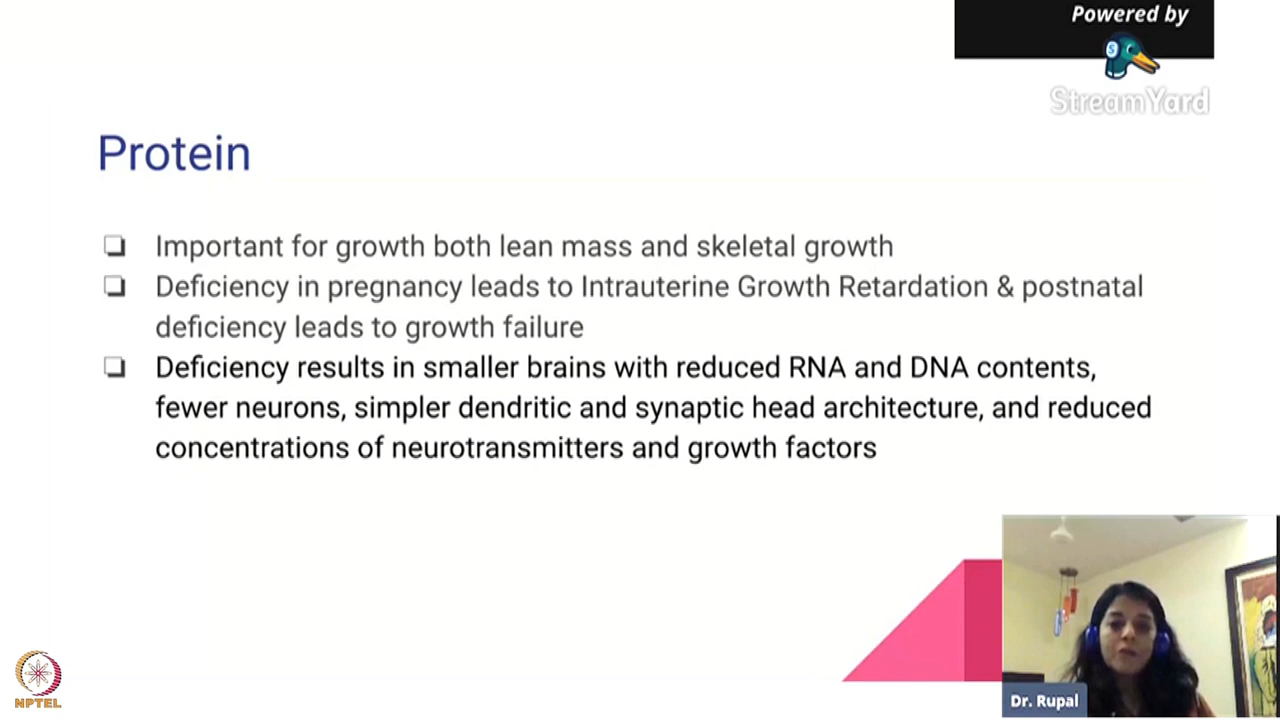 Powered by
StreamYard
Protein
Important for growth both lean mass and skeletal growth
Deficiency in pregnancy leads to Intrauterine Growth Retardation & postnatal
deficiency leads to growth failure
Deficiency results in smaller brains with reduced RNA and DNA contents,
fewer neurons, simpler dendritic and synaptic head architecture, and reduced
concentrations of neurotransmitters and growth factors
Dr. Rupal
NPTEL